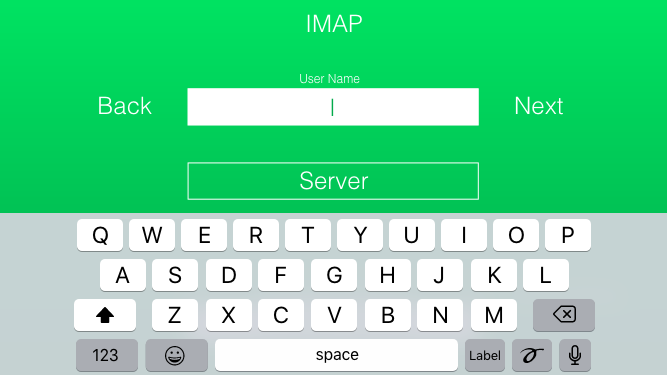 IMAP
User Name
Back
Next
Server
Q W E R T Y U I O P
A S D F G H J K L
Z X C V B N M
123 space Label